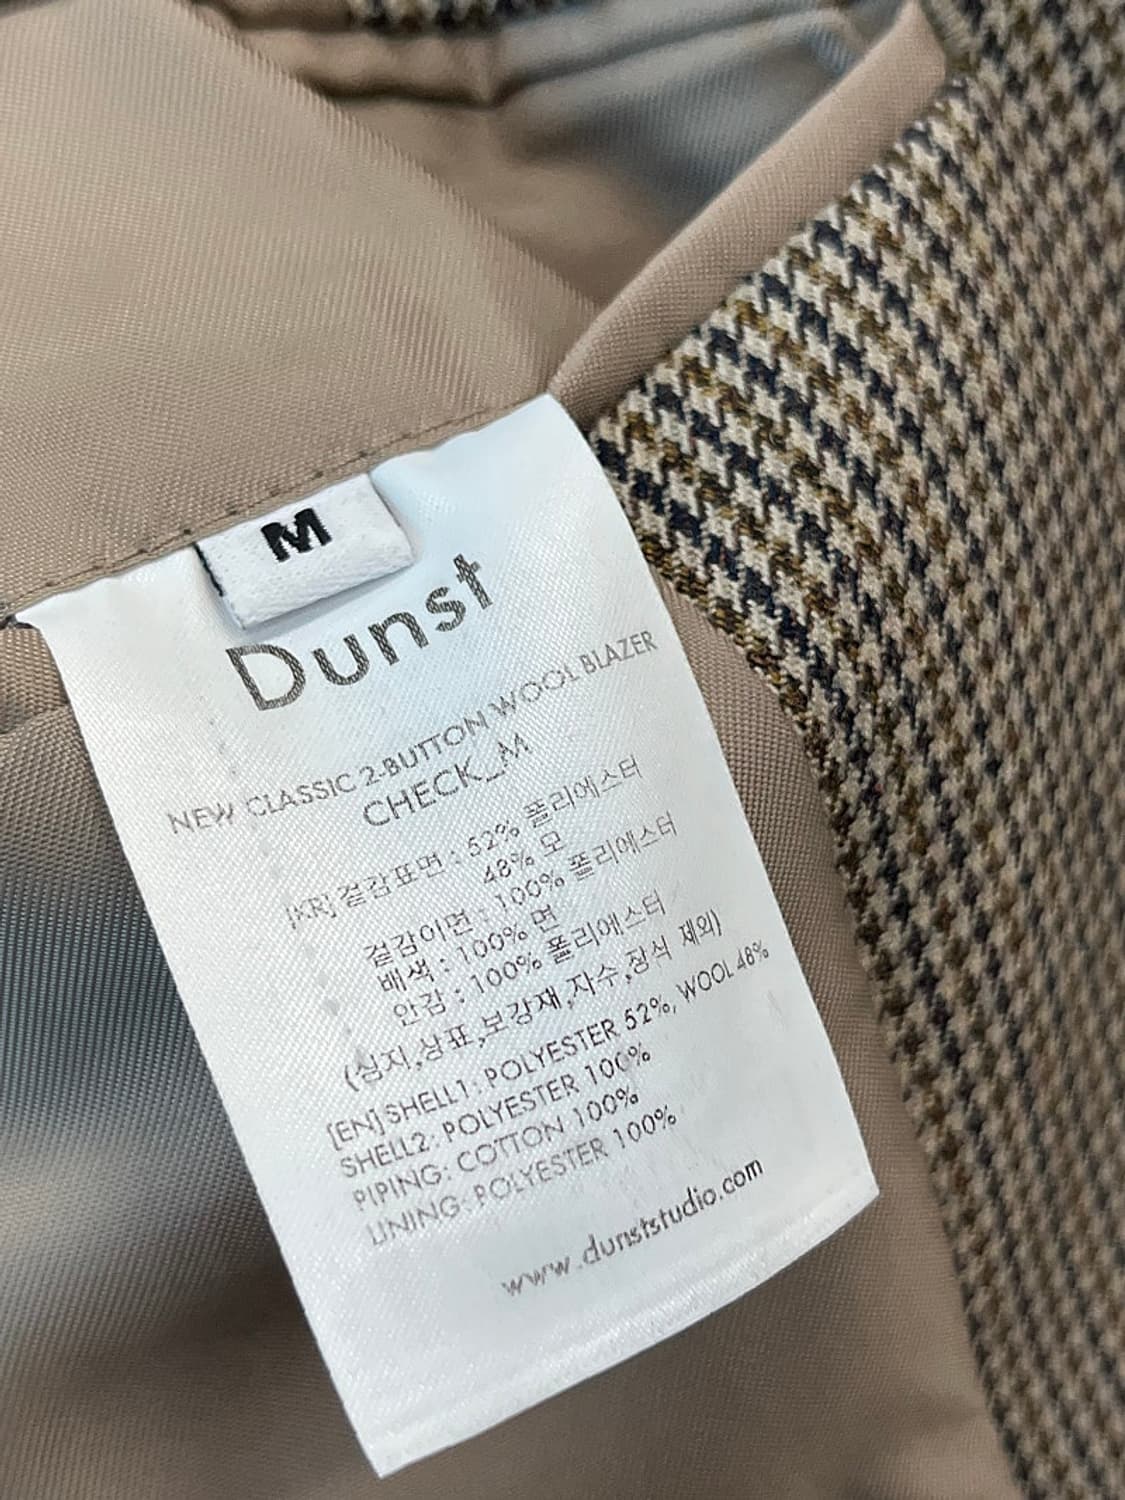 M
Dunst
NEW CLASSIC 2-BUTTON WOOL BLAZER
CHECK_M
[KR]겉감표면 : 52% 폴리에스터
48% 모
겉감이면 : 100% 폴리에스터
배색 : 100% 면
안감 : 100% 폴리에스터
(심지,상표,보강재,자수,장식 제외)
[EN]SHELL1: POLYESTER 52%, WOOL 48%
SHELL2: POLYESTER 100%
PIPING: COTTON 100%
LINING: POLYESTER 100%
www.dunststudio.com